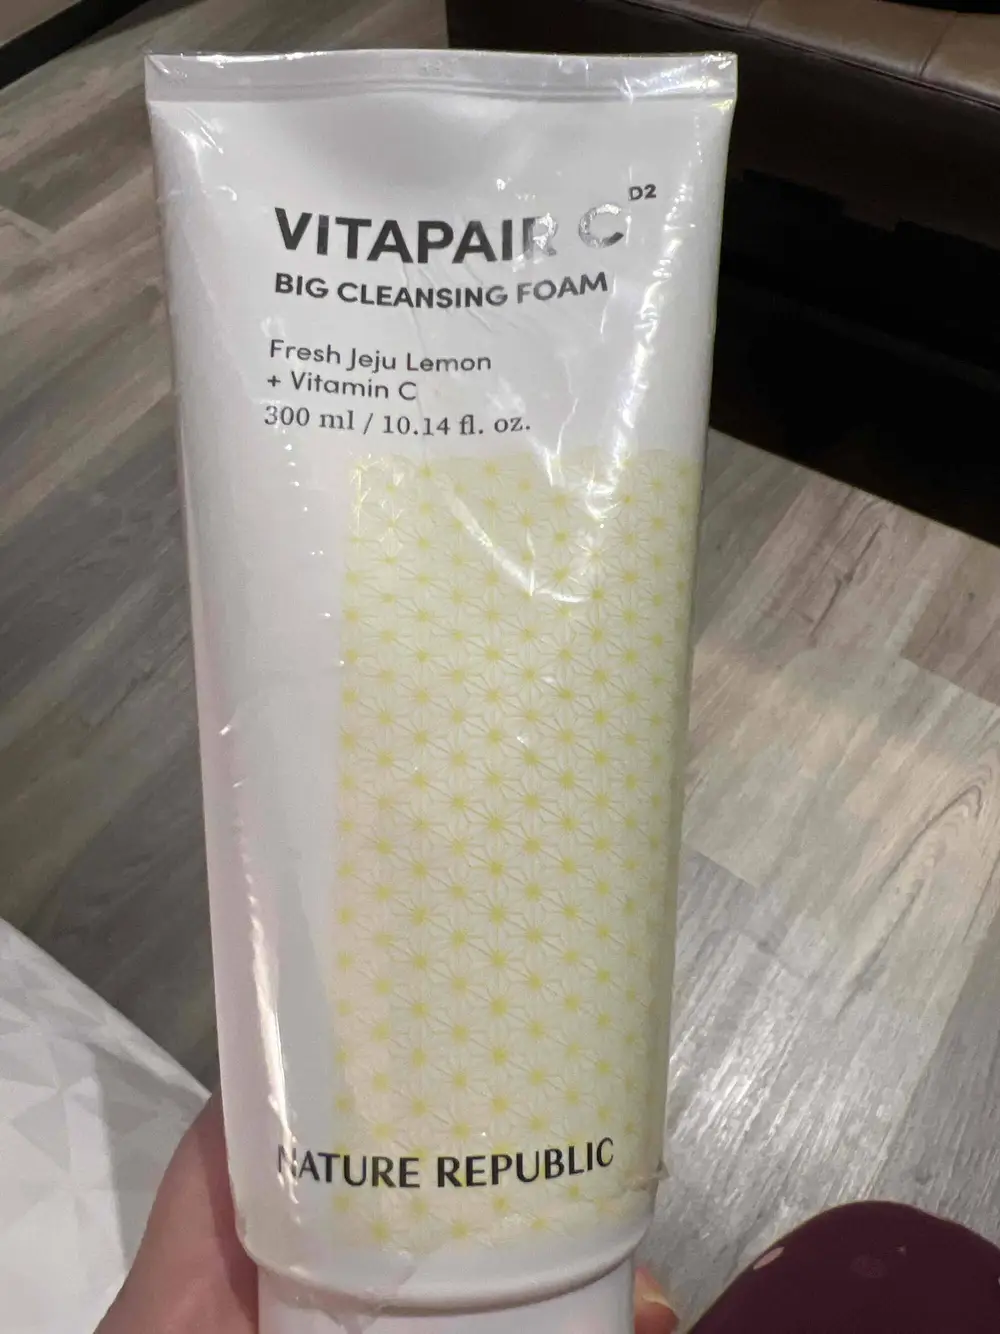 VITAPAIR C D2
BIG CLEANSING FOAM
Fresh Jeju Lemon
+ Vitamin C
300 ml / 10.14 fl. oz.
NATURE REPUBLIC